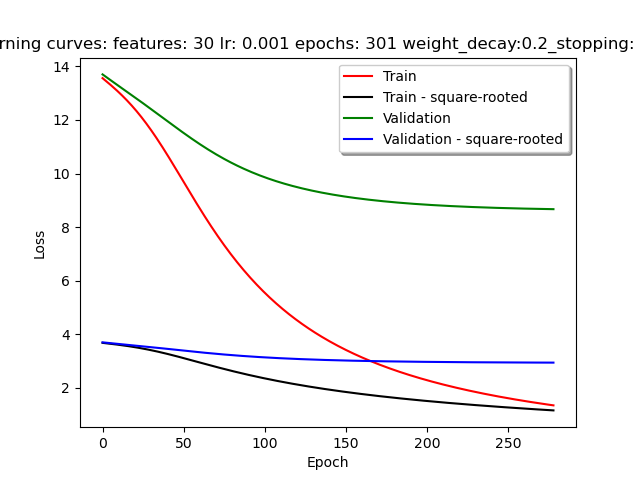 rning curves: features: 30 lr: 0.001 epochs: 301 weight_decay:0.2_stopping:
14
12
10
8
6
4
2
Loss
Train
Train - square-rooted
Validation
Validation - square-rooted
0 50 100 150 200 250
Epoch